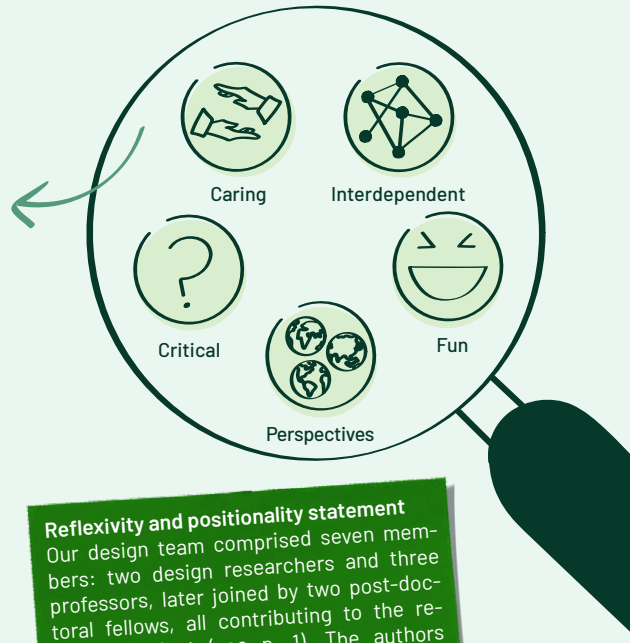 Caring
Interdependent
Critical
Fun
Perspectives
Reflexivity and positionality statement
Our design team comprised seven mem-
bers: two design researchers and three
professors, later joined by two post-doc-
toral fellows, all contributing to the re-
p. 1). The authors